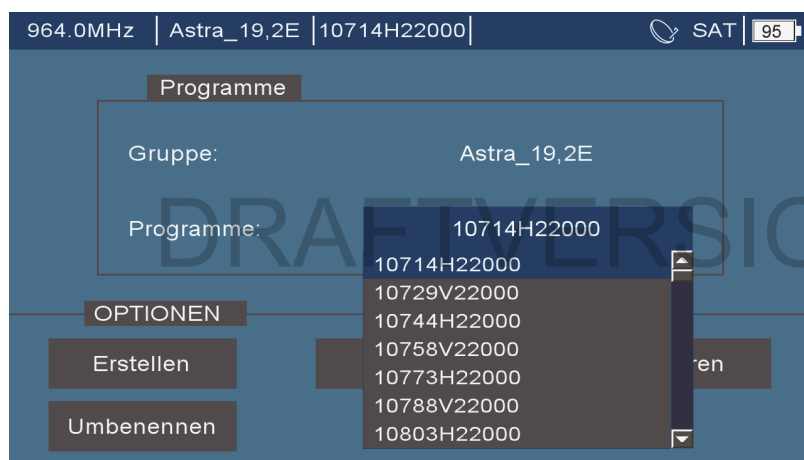 964.0MHz Astra_19,2E 10714H22000 SAT 95
Programme
Gruppe: Astra_19,2E
Programme: 10714H22000
DRAFTVERSIO
10714H22000
10729V22000
10744H22000
10758V22000
10773H22000
10788V22000
10803H22000
OPTIONEN
Erstellen ren
Umbenennen